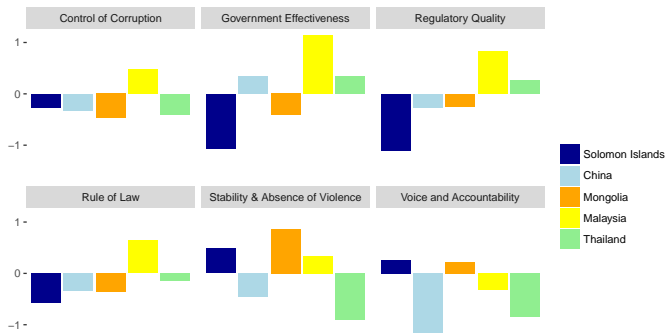 Control of Corruption
Government Effectiveness
Regulatory Quality
1
0
−1
Rule of Law
Stability & Absence of Violence
Voice and Accountability
1
0
−1
Solomon Islands
China
Mongolia
Malaysia
Thailand